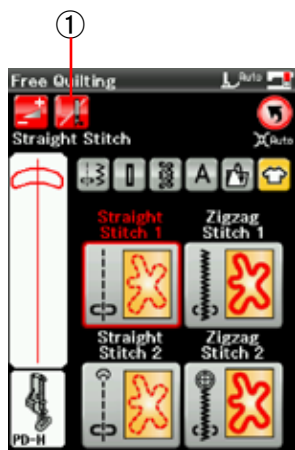 ①
Free Quilting Auto
Straight Stitch Auto
A
Straight Stitch 1
Zigzag Stitch 1
Straight Stitch 2
Zigzag Stitch 2
PD-H